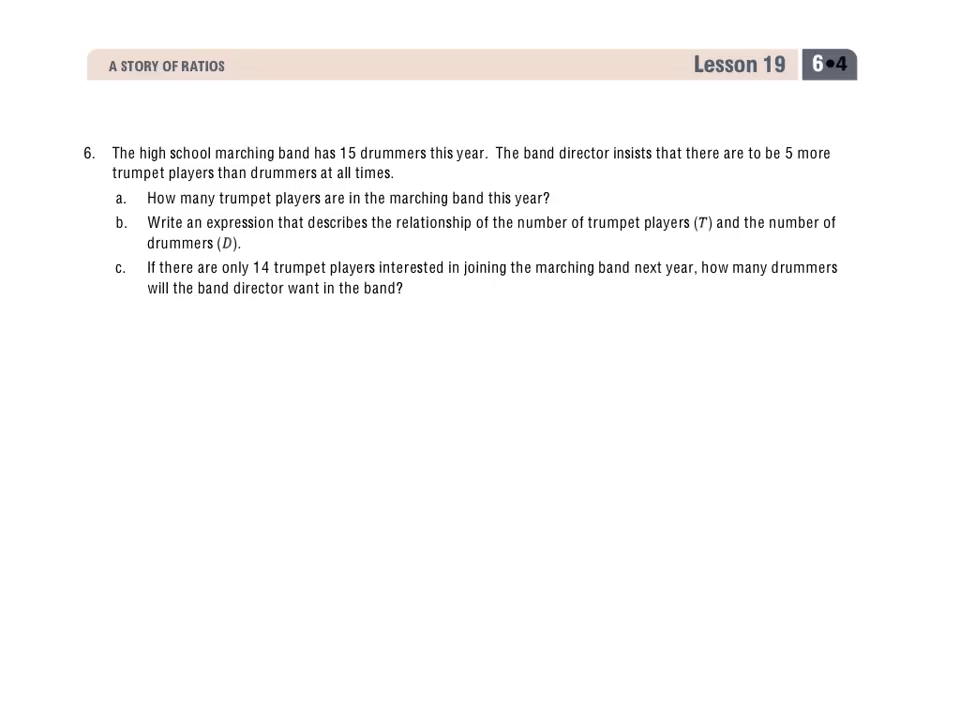 A STORY OF RATIOS
Lesson 19
6•4
6. The high school marching band has 15 drummers this year. The band director insists that there are to be 5 more
trumpet players than drummers at all times.
a. How many trumpet players are in the marching band this year?
b. Write an expression that describes the relationship of the number of trumpet players (T) and the number of
drummers (D).
c. If there are only 14 trumpet players interested in joining the marching band next year, how many drummers
will the band director want in the band?